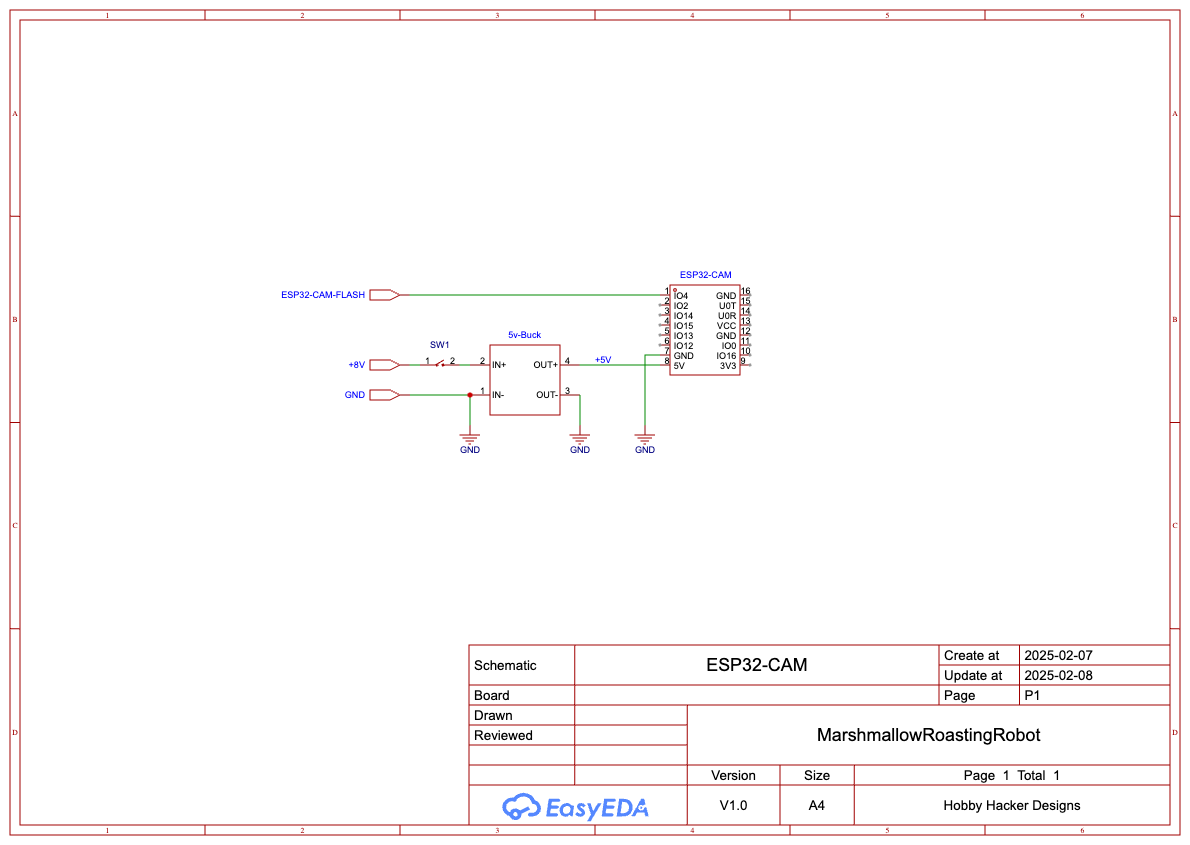 1 2 3 4 5 6
A A
ESP32-CAM
ESP32-CAM-FLASH
1 IO4 GND 16
2 IO2 U0T 15
3 IO14 U0R 14
4 IO15 VCC 13
5 IO13 GND 12
6 IO12 IO0 11
7 GND IO16 10
8 5V 3V3 9
B B
5v-Buck
SW1
+8V 1 2 2 IN+ OUT+ 4 +5V
GND 1 IN- OUT- 3
GND GND GND
C C
Schematic ESP32-CAM
Create at 2025-02-07
Update at 2025-02-08
Board
Page P1
Drawn
Reviewed
MarshmallowRoastingRobot
D D
Version Size Page 1 Total 1
EasyEDA V1.0 A4 Hobby Hacker Designs
1 2 3 4 5 6